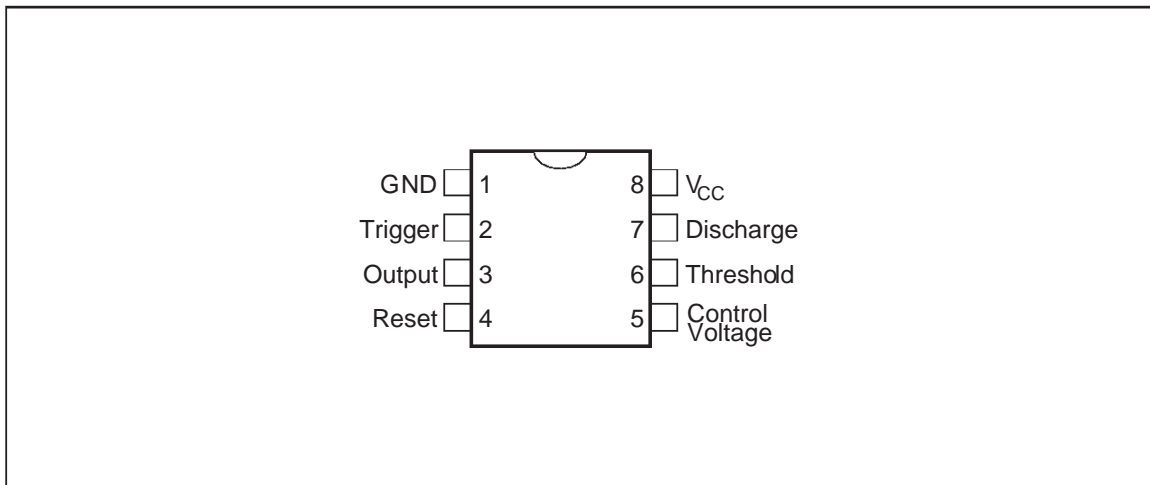 GND 1 8 VCC
Trigger 2 7 Discharge
Output 3 6 Threshold
Reset 4 5 Control
Voltage